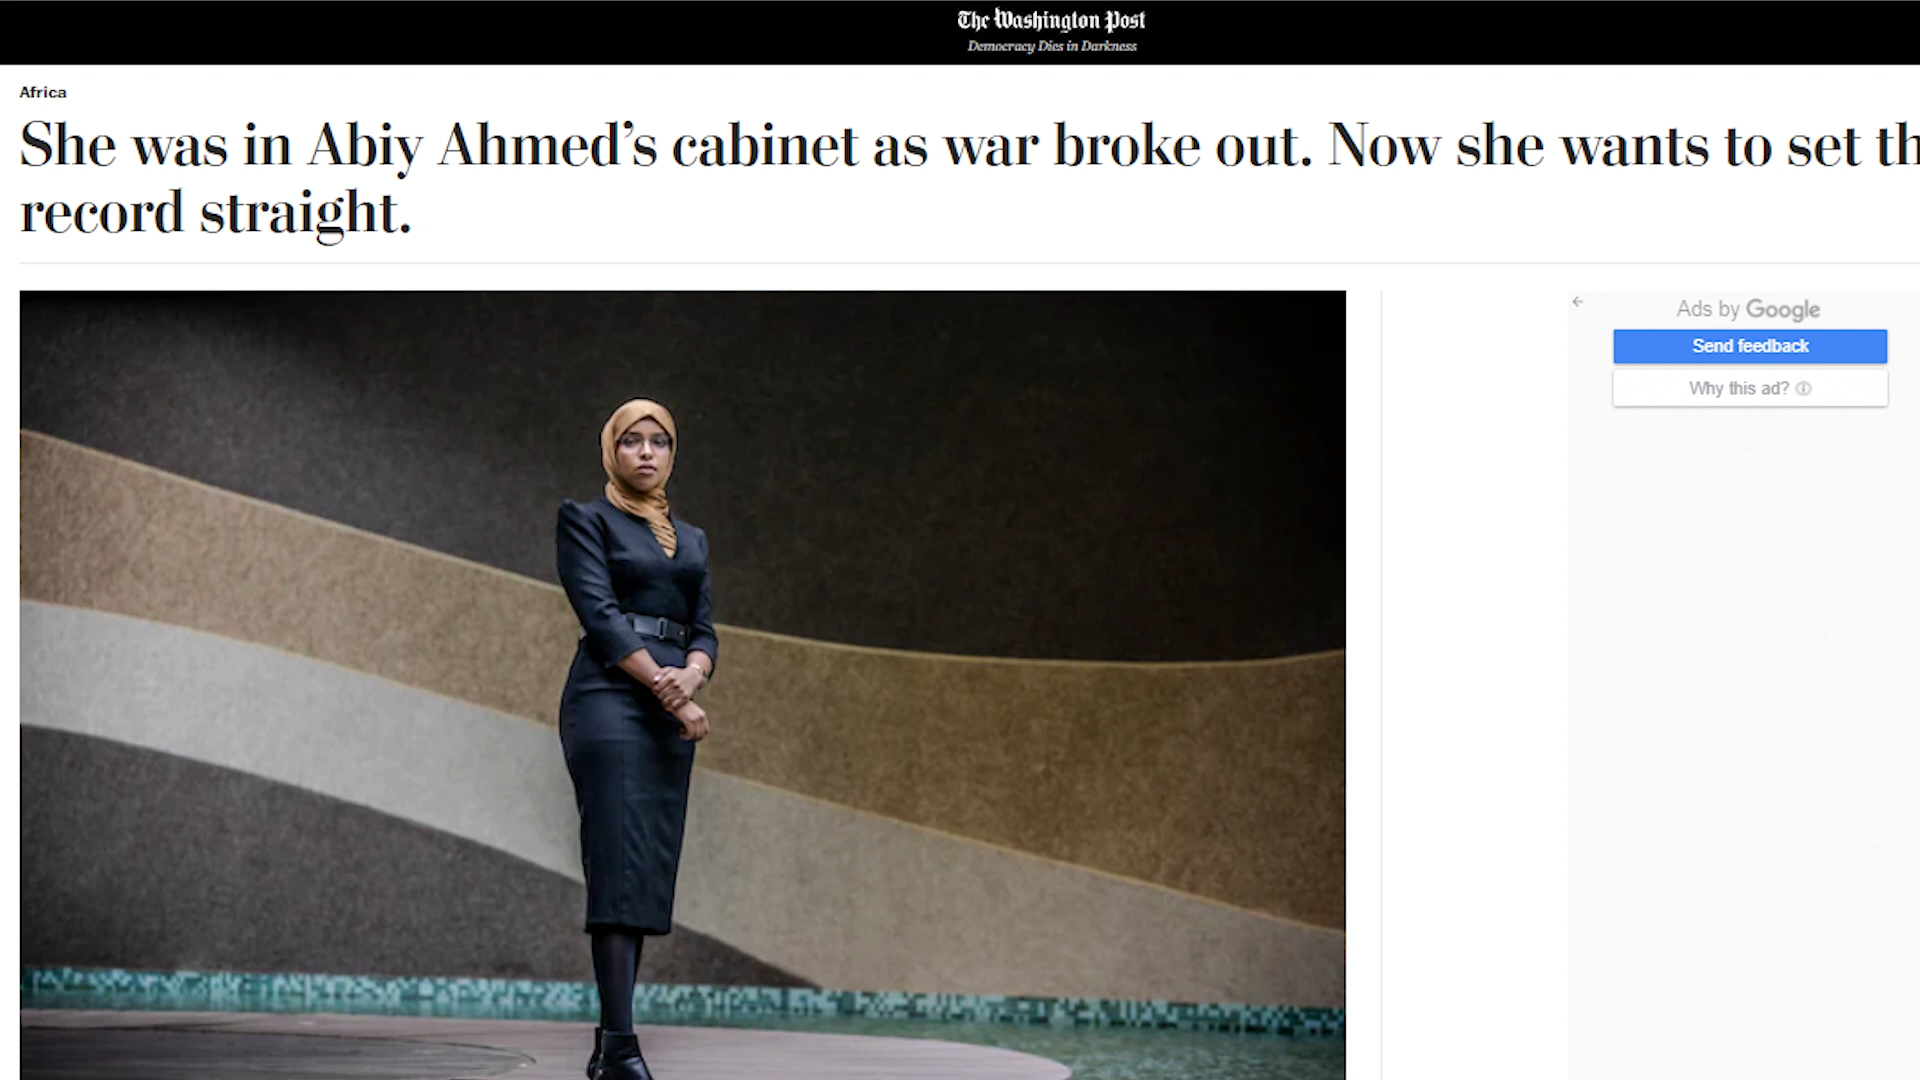 The Washington Post
Democracy Dies in Darkness
Africa
She was in Abiy Ahmed’s cabinet as war broke out. Now she wants to set th
record straight.
Ads by Google
Send feedback
Why this ad?